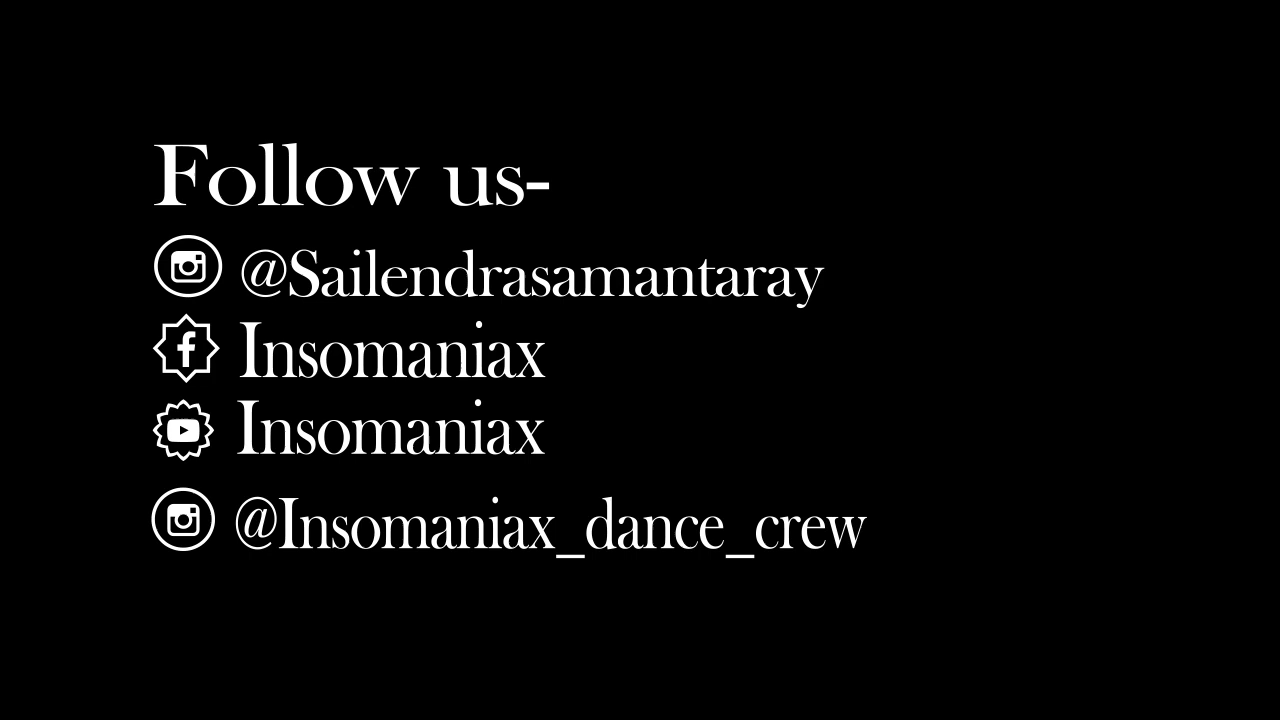 Follow us-
@Sailendrasamantaray
Insomaniax
Insomaniax
@Insomaniax_dance_crew